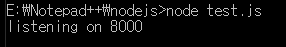 E:₩Notepad++₩nodejs>node test.js
listening on 8000